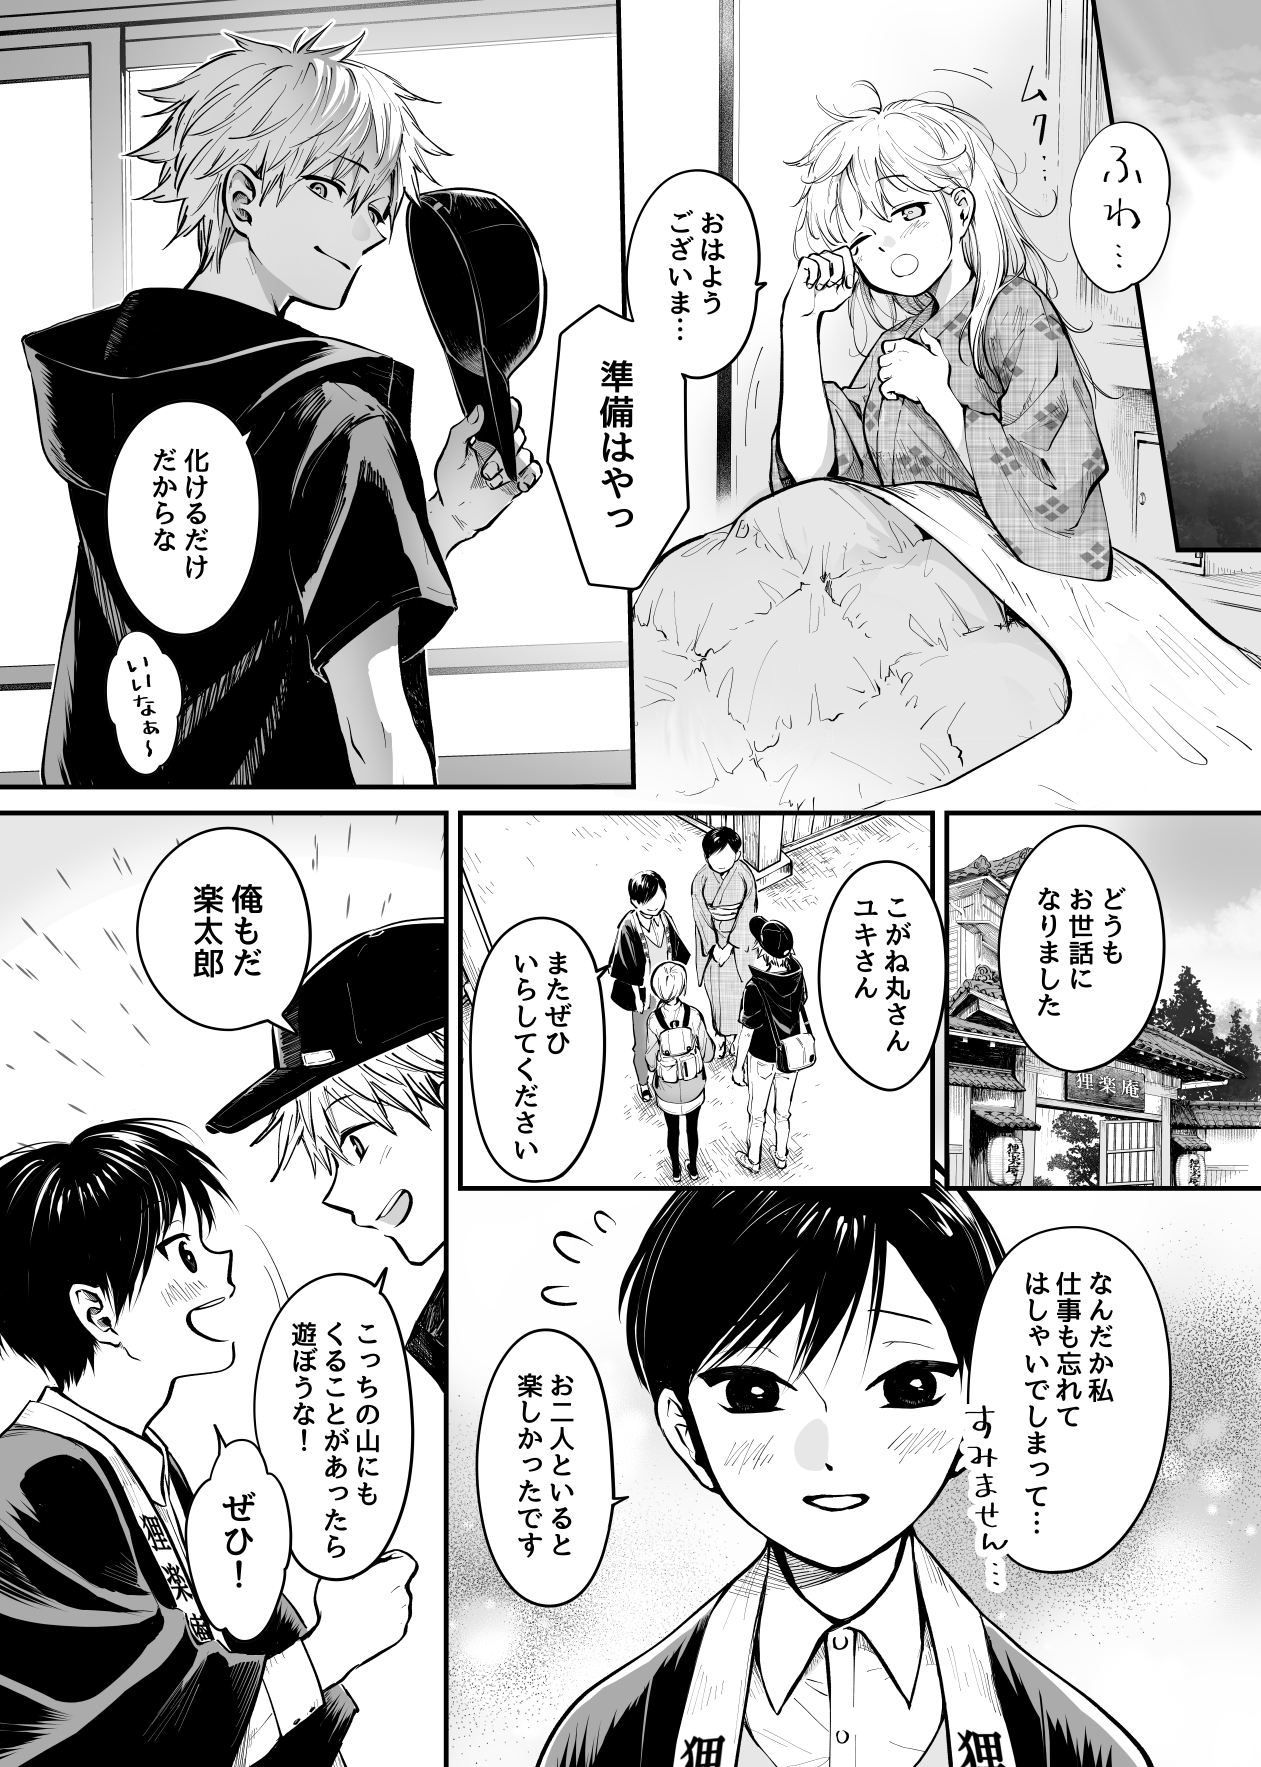 ふわ…
ムク…
おはよう
ございま…
準備はやっ
化けるだけ
だからな
いいなぁ〜
どうも
お世話に
なりました
狸楽庵
狸楽庵
狸楽庵
こがね丸さん
ユキさん
またぜひ
いらしてください
なんだか私
仕事も忘れて
はしゃいでしまって…
すみません…
お二人といると
楽しかったです
狸
狸
俺もだ
楽太郎
こっちの山にも
くることがあったら
遊ぼうな！
ぜひ！
狸楽庵